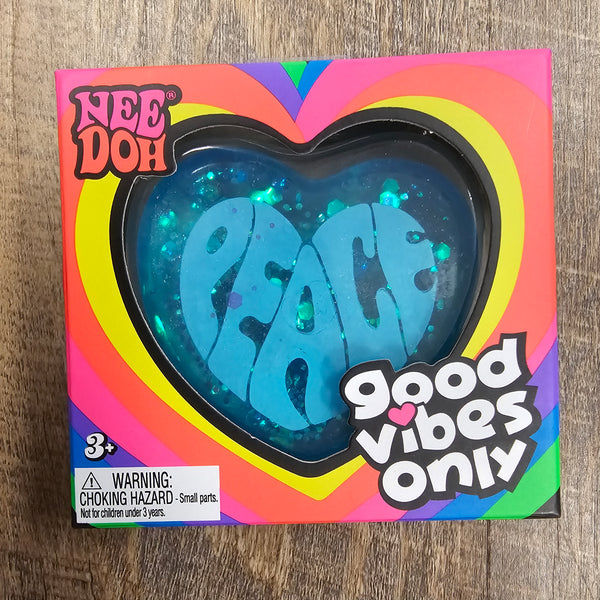 NEE
DOH®
PEACE
good
vibes
only
3+
WARNING:
CHOKING HAZARD - Small parts.
Not for children under 3 years.